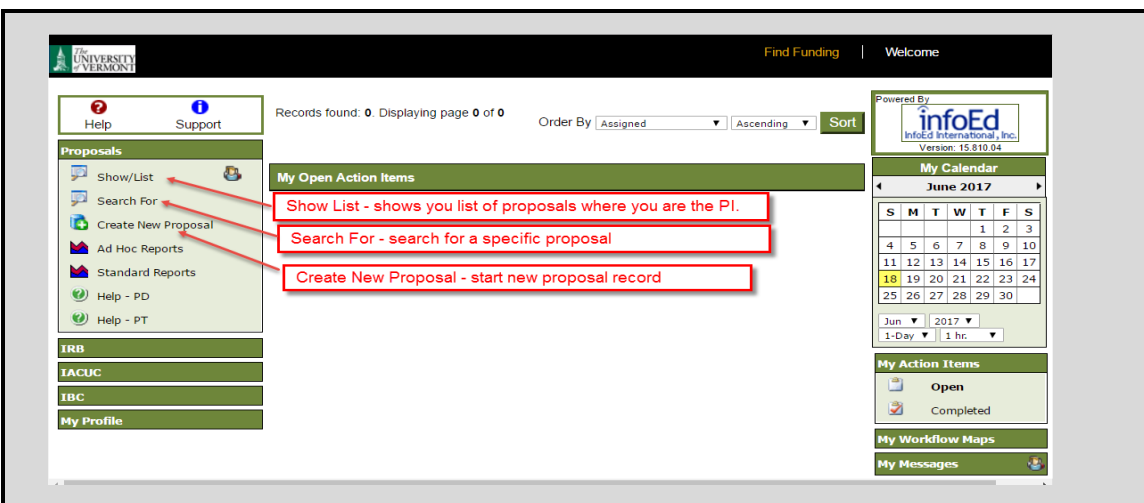 The
UNIVERSITY
of VERMONT
Find Funding | Welcome
Help Support
Records found: 0. Displaying page 0 of 0
Order By Assigned Ascending Sort
Powered By
infoEd
InfoEd International, Inc.
Version: 15.810.04
Proposals
Show/List
Search For
Create New Proposal
Ad Hoc Reports
Standard Reports
Help - PD
Help - PT
IRB
IACUC
IBC
My Profile
My Open Action Items
Show List - shows you list of proposals where you are the PI.
Search For - search for a specific proposal
Create New Proposal - start new proposal record
My Calendar
June 2017
S M T W T F S
1 2 3
4 5 6 7 8 9 10
11 12 13 14 15 16 17
18 19 20 21 22 23 24
25 26 27 28 29 30
Jun 2017
1-Day 1 hr.
My Action Items
Open
Completed
My Workflow Maps
My Messages